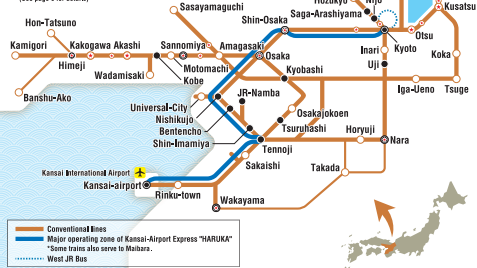 Hozukyo
Nijo
Kusatsu
Sasayamaguchi
Saga-Arashiyama
Hon-Tatsuno
Shin-Osaka
Otsu
Kamigori
Kakogawa
Akashi
Sannomiya
Amagasaki
Kyoto
Himeji
Osaka
Inari
Koka
Motomachi
Uji
Wadamisaki
Kobe
Kyobashi
Banshu-Ako
Iga-Ueno
Tsuge
Universal-City
JR-Namba
Nishikujo
Osakajokoen
Bentencho
Tsuruhashi
Shin-Imamiya
Horyuji
Tennoji
Nara
Sakaishi
Kansai International Airport
Takada
Kansai-airport
Rinku-town
Wakayama
Conventional lines
Major operating zone of Kansai-Airport Express "HARUKA"
*Some trains also serve to Maibara.
West JR Bus